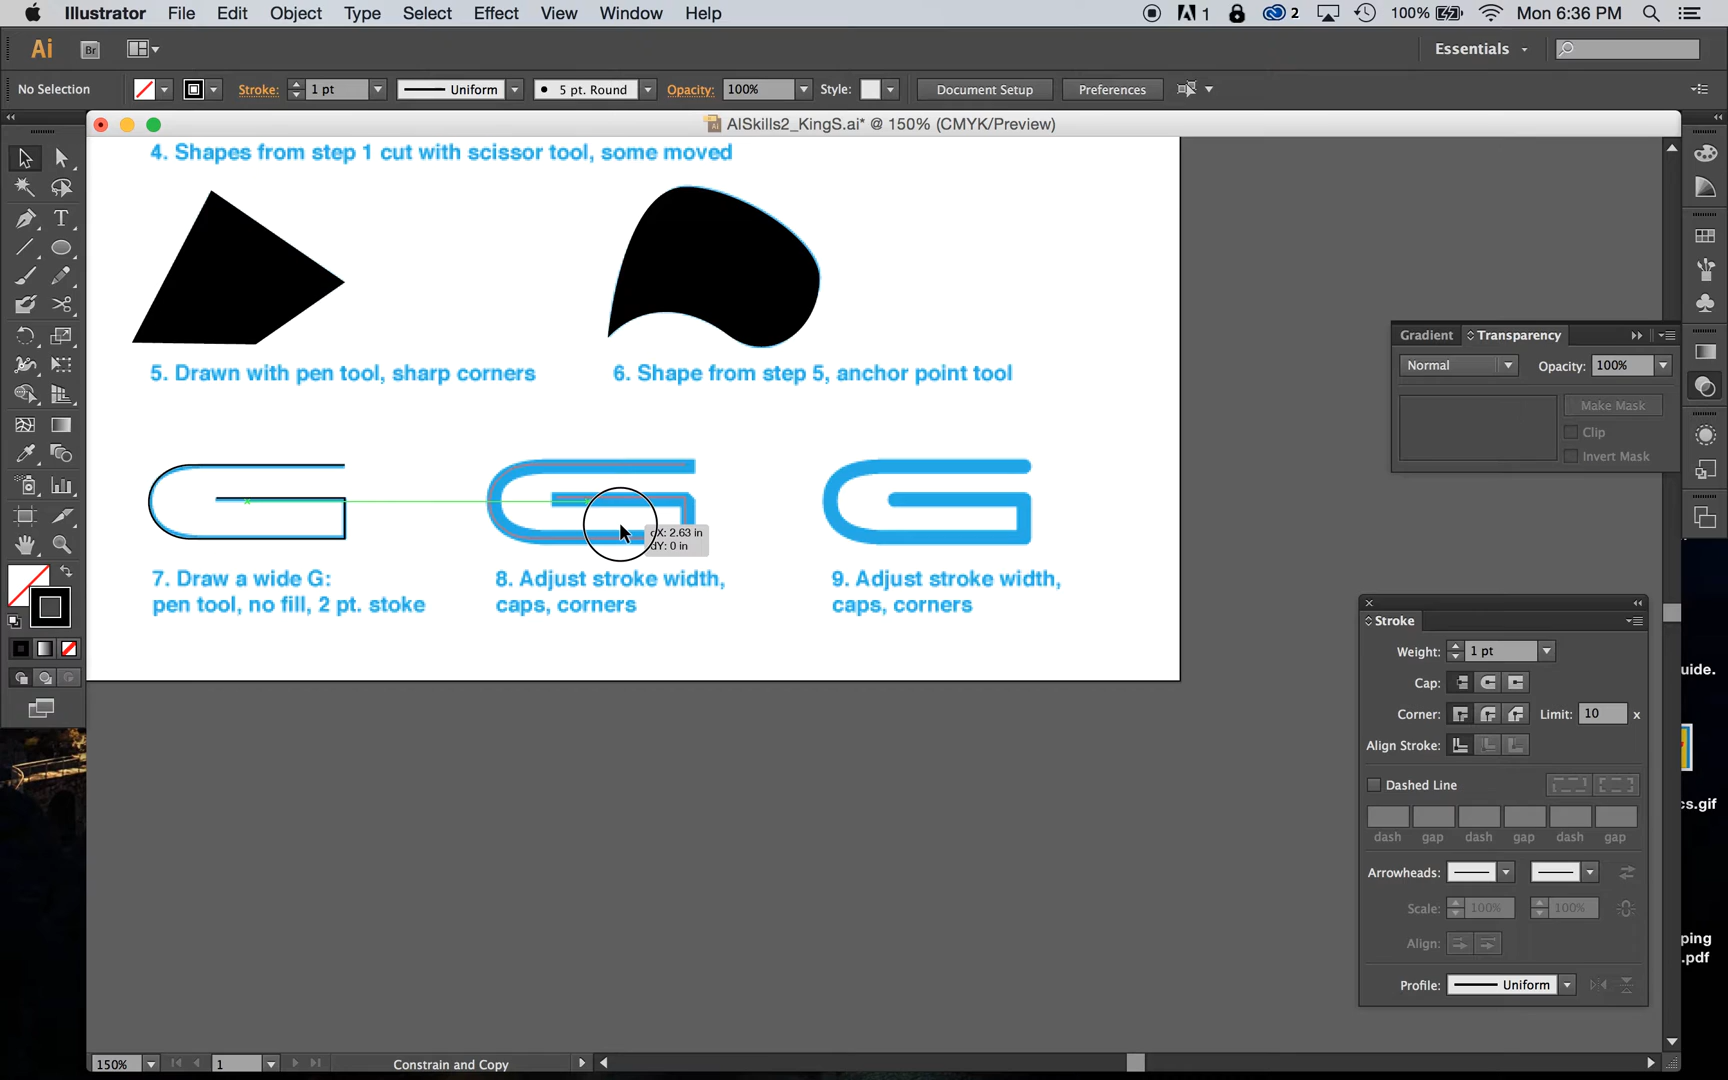 Illustrator File Edit Object Type Select Effect View Window Help 1 2 100% Mon 6:36 PM
Ai Br Essentials
No Selection Stroke: 1 pt Uniform 5 pt. Round Opacity: 100% Style: Document Setup Preferences
AISkills2_KingS.ai* @ 150% (CMYK/Preview)
4. Shapes from step 1 cut with scissor tool, some moved
Gradient Transparency
Normal Opacity: 100%
5. Drawn with pen tool, sharp corners
6. Shape from step 5, anchor point tool
Make Mask
Clip
Invert Mask
dX: 2.63 in
dY: 0 in
7. Draw a wide G:
pen tool, no fill, 2 pt. stoke
8. Adjust stroke width,
caps, corners
9. Adjust stroke width,
caps, corners
Stroke
Weight: 1 pt
Cap:
Corner: Limit: 10 x
Align Stroke:
Dashed Line
dash gap dash gap dash gap
Arrowheads:
Scale: 100% 100%
Align:
Profile: Uniform
uide.
cs.gif
ping
.pdf
150% 1 Constrain and Copy